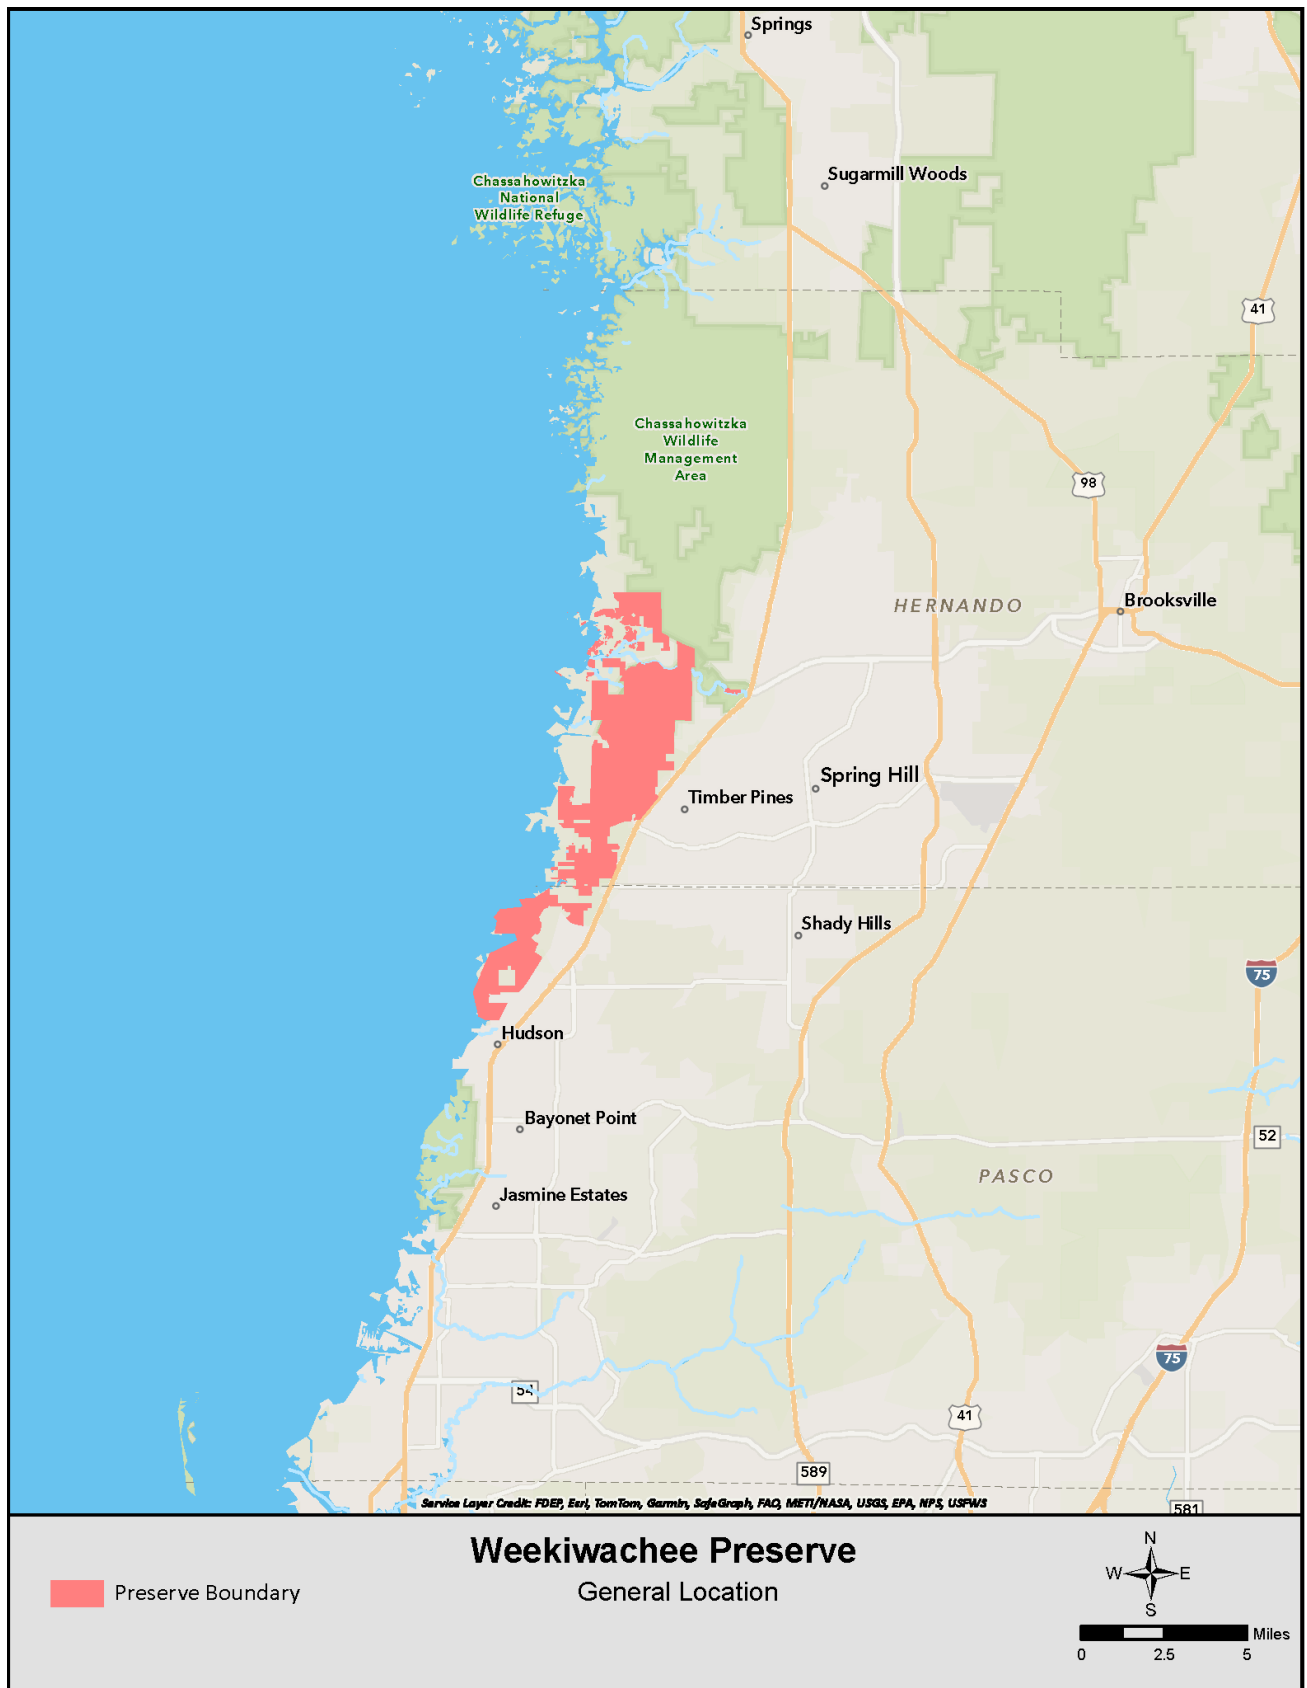 Springs
Sugarmill Woods
Chassahowitzka
National
Wildlife Refuge
41
Chassahowitzka
Wildlife
Management
Area
98
HERNANDO
Brooksville
Spring Hill
Timber Pines
Shady Hills
75
Hudson
Bayonet Point
52
PASCO
Jasmine Estates
75
54
41
589
Service Layer Credit: FDEP, Esri, TomTom, Garmin, SafeGraph, FAO, METI/NASA, USGS, EPA, NPS, USFWS
581
Weekiwachee Preserve
General Location
Preserve Boundary
N
W E
S
Miles
0 2.5 5